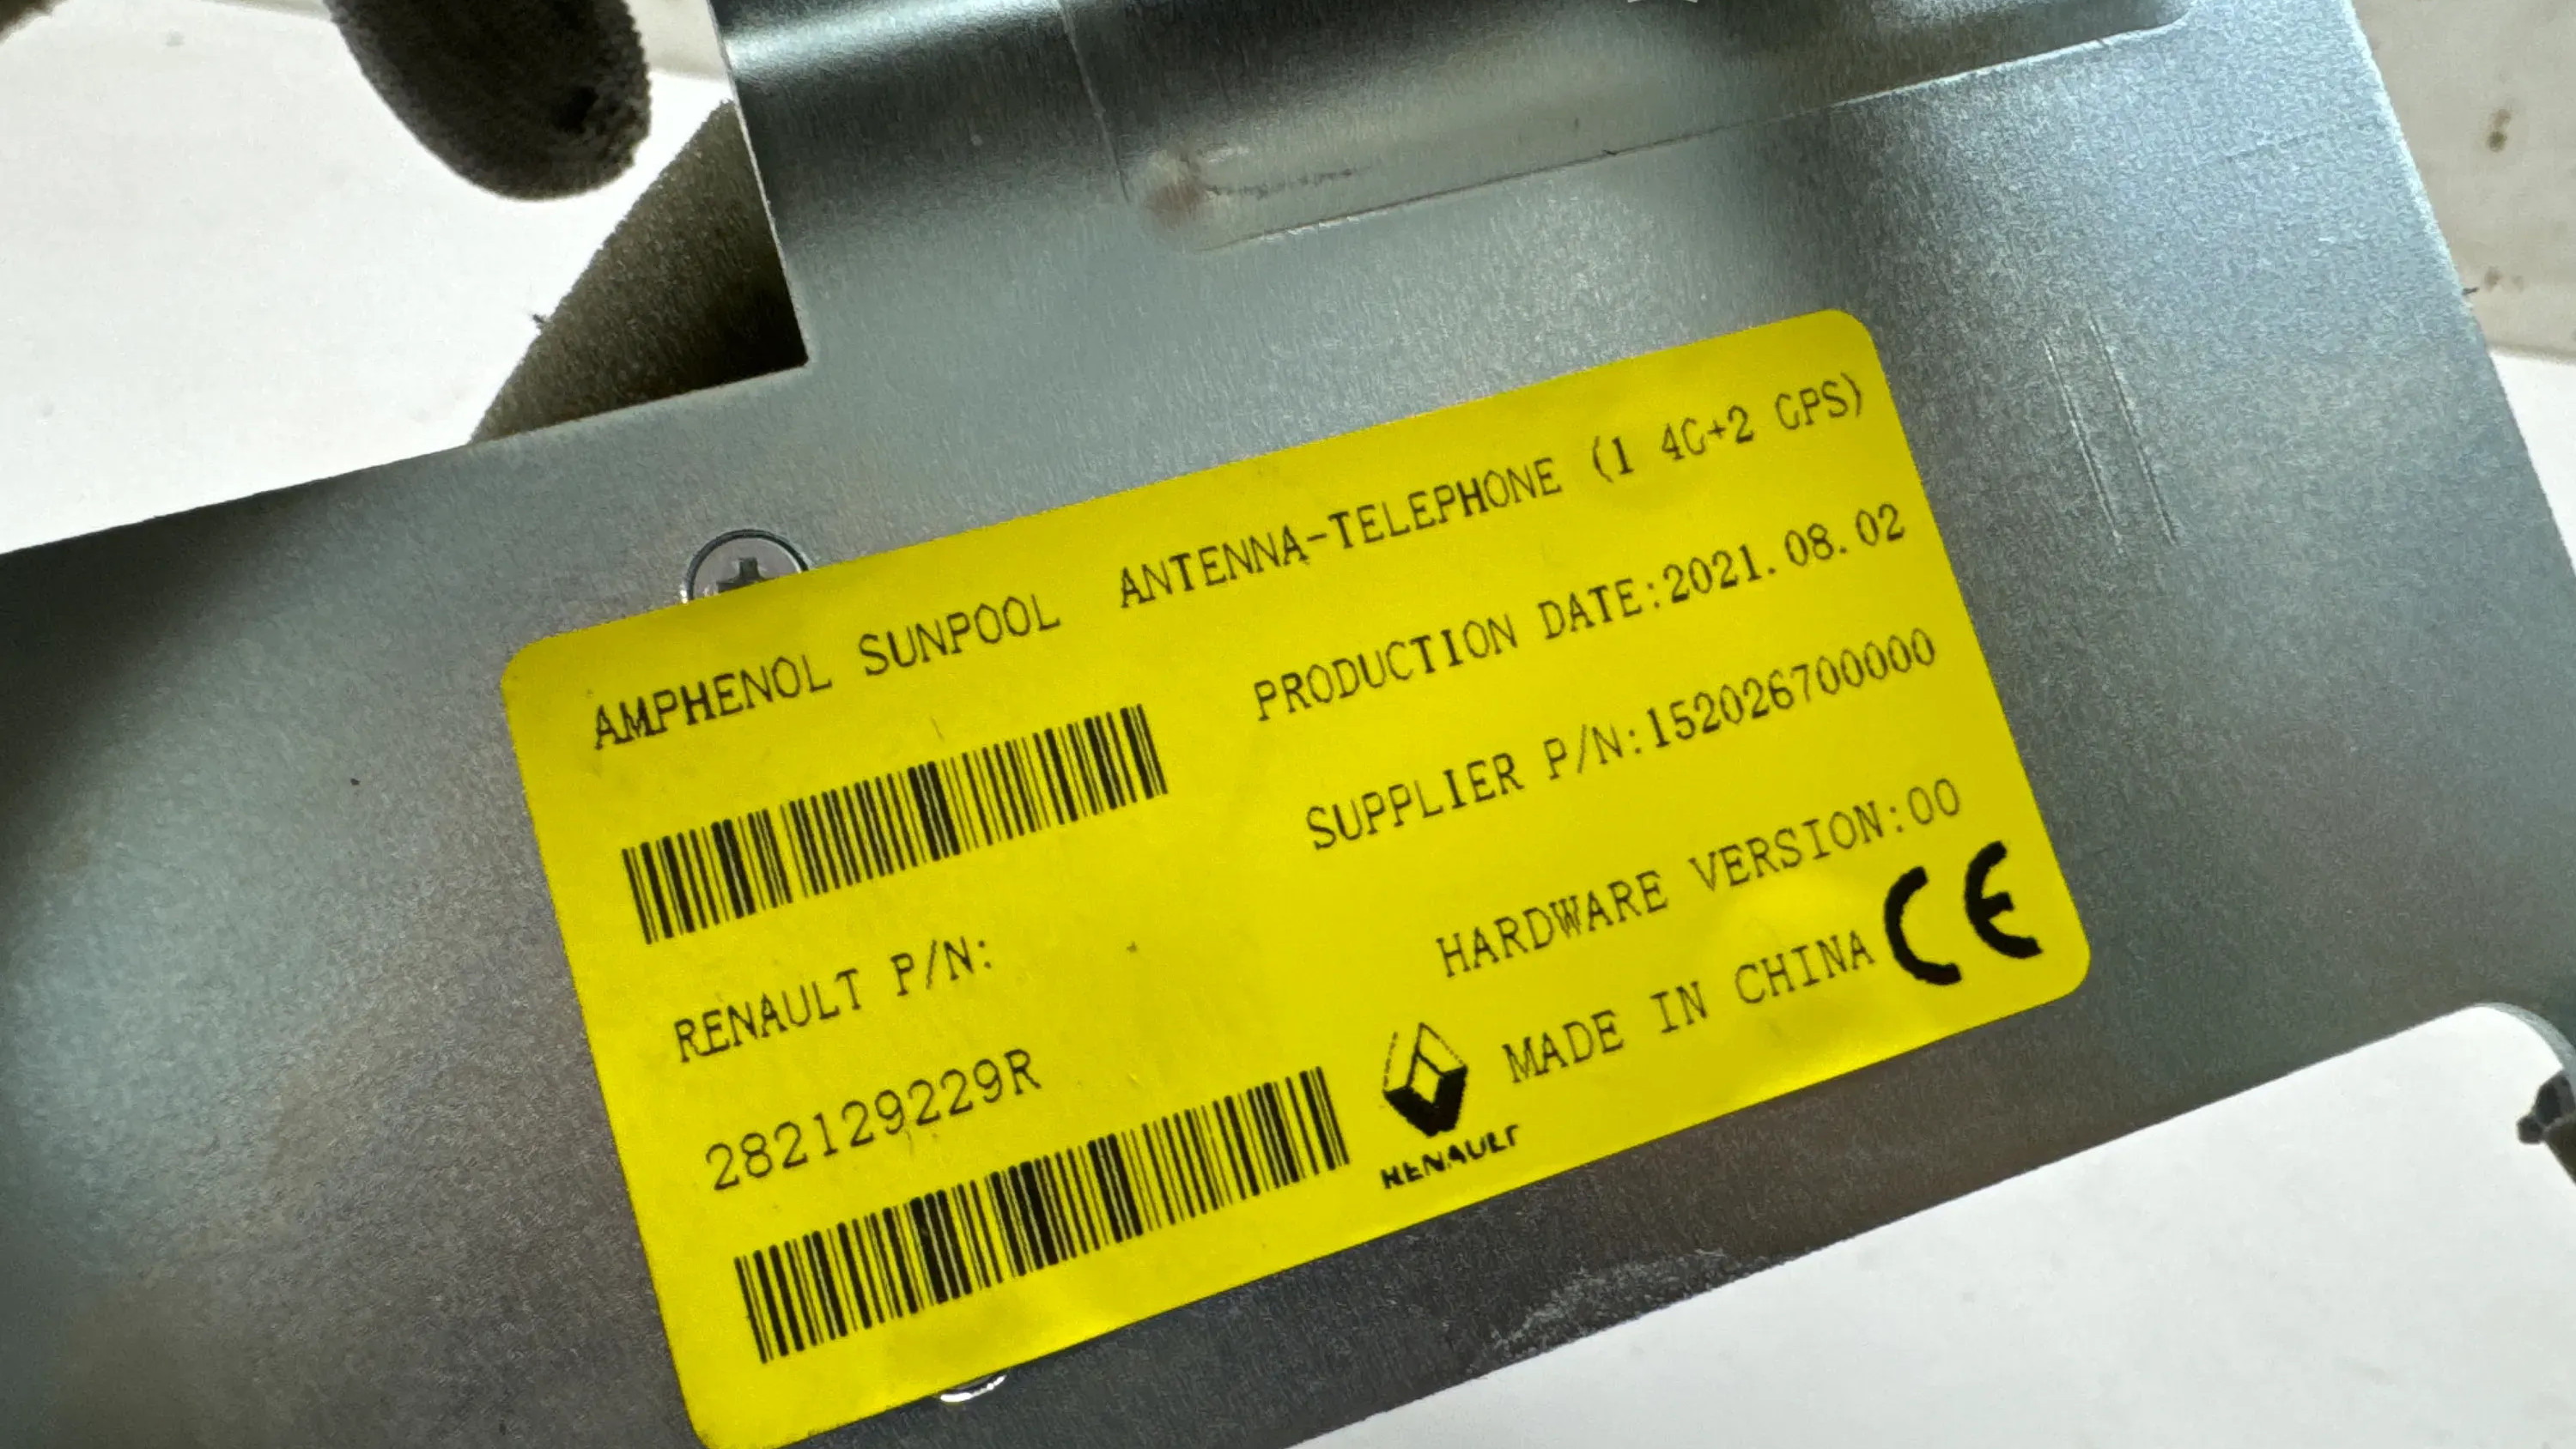 AMPHENOL SUNPOOL ANTENNA-TELEPHONE (1 4G+2 GPS)
PRODUCTION DATE:2021.08.02
SUPPLIER P/N:152026700000
RENAULT P/N:
HARDWARE VERSION:00
282129229R
MADE IN CHINA CE
RENAULT